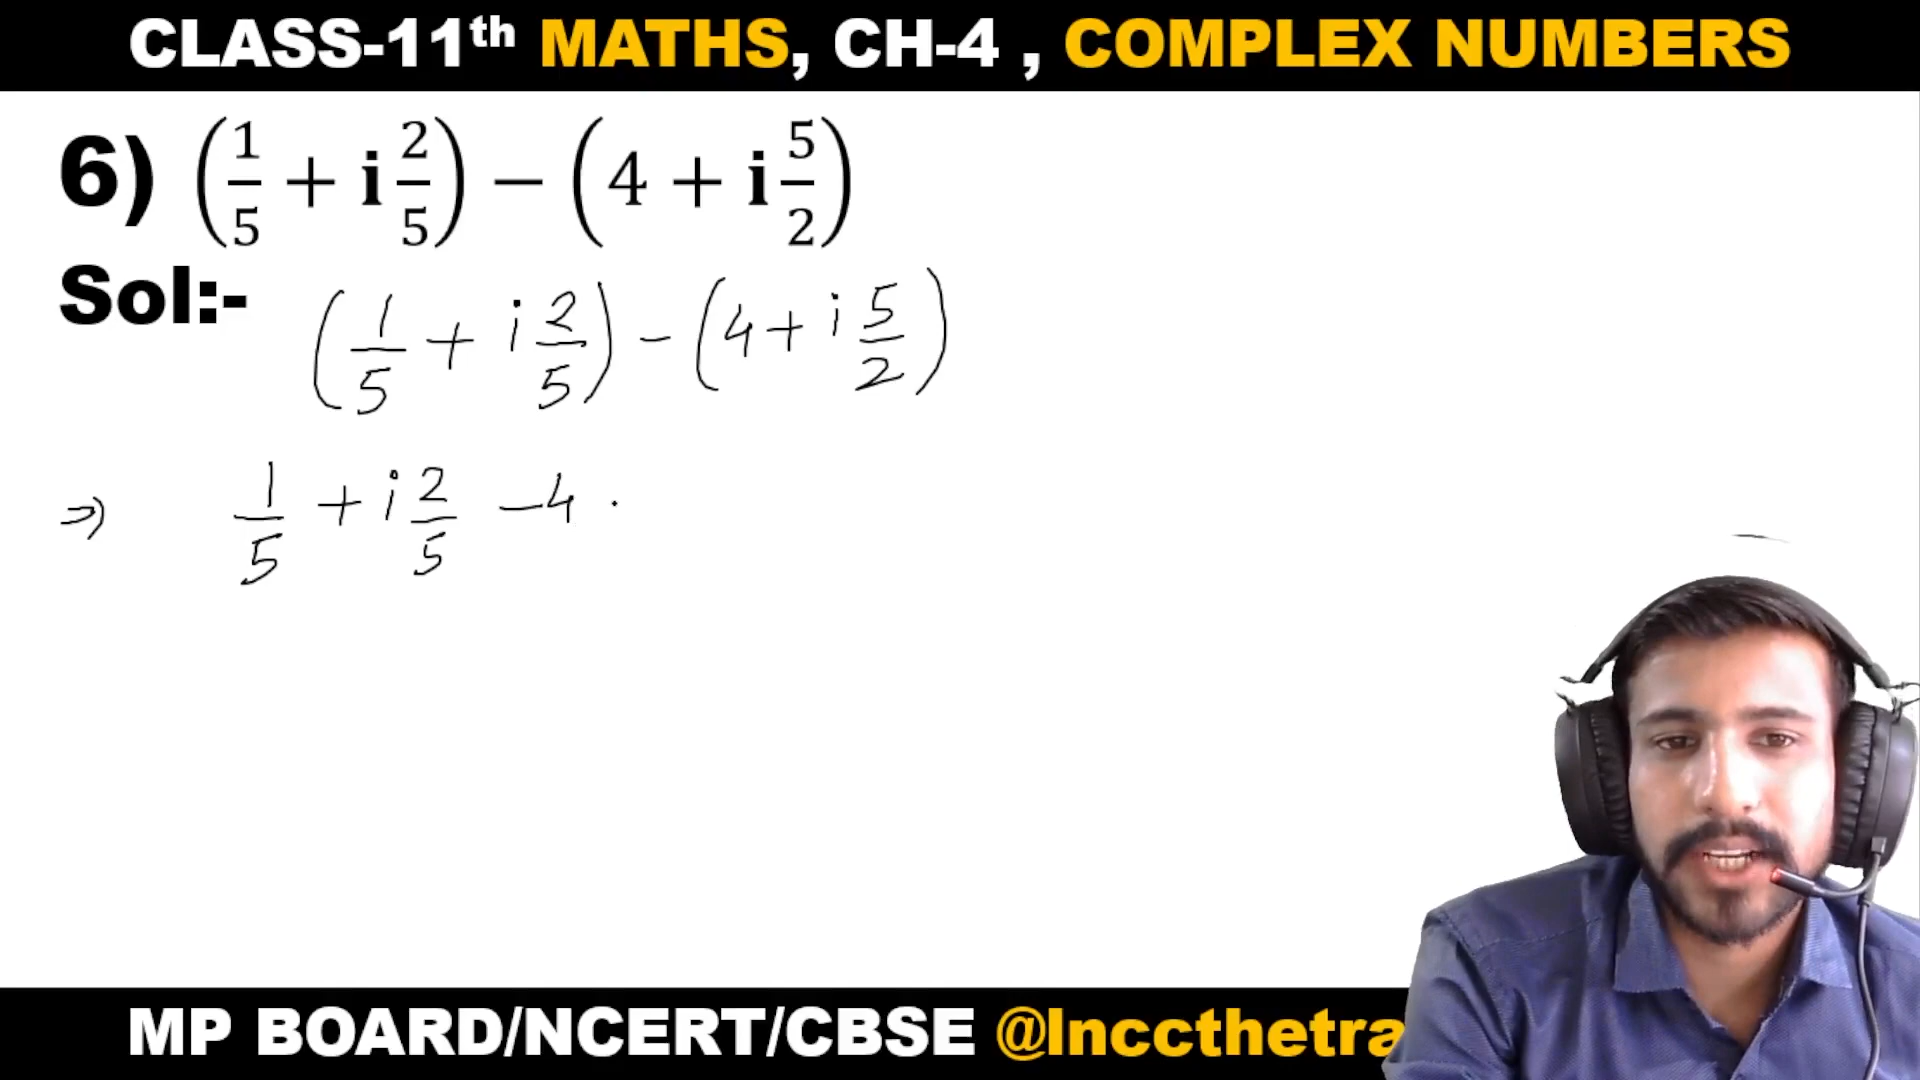 CLASS-11th MATHS, CH-4 , COMPLEX NUMBERS
6) (1/5 + i 2/5) − (4 + i 5/2)
Sol:- (1/5 + i 2/5) - (4 + i 5/2)
⇒ 1/5 + i 2/5 - 4 .
MP BOARD/NCERT/CBSE @Inccthetra